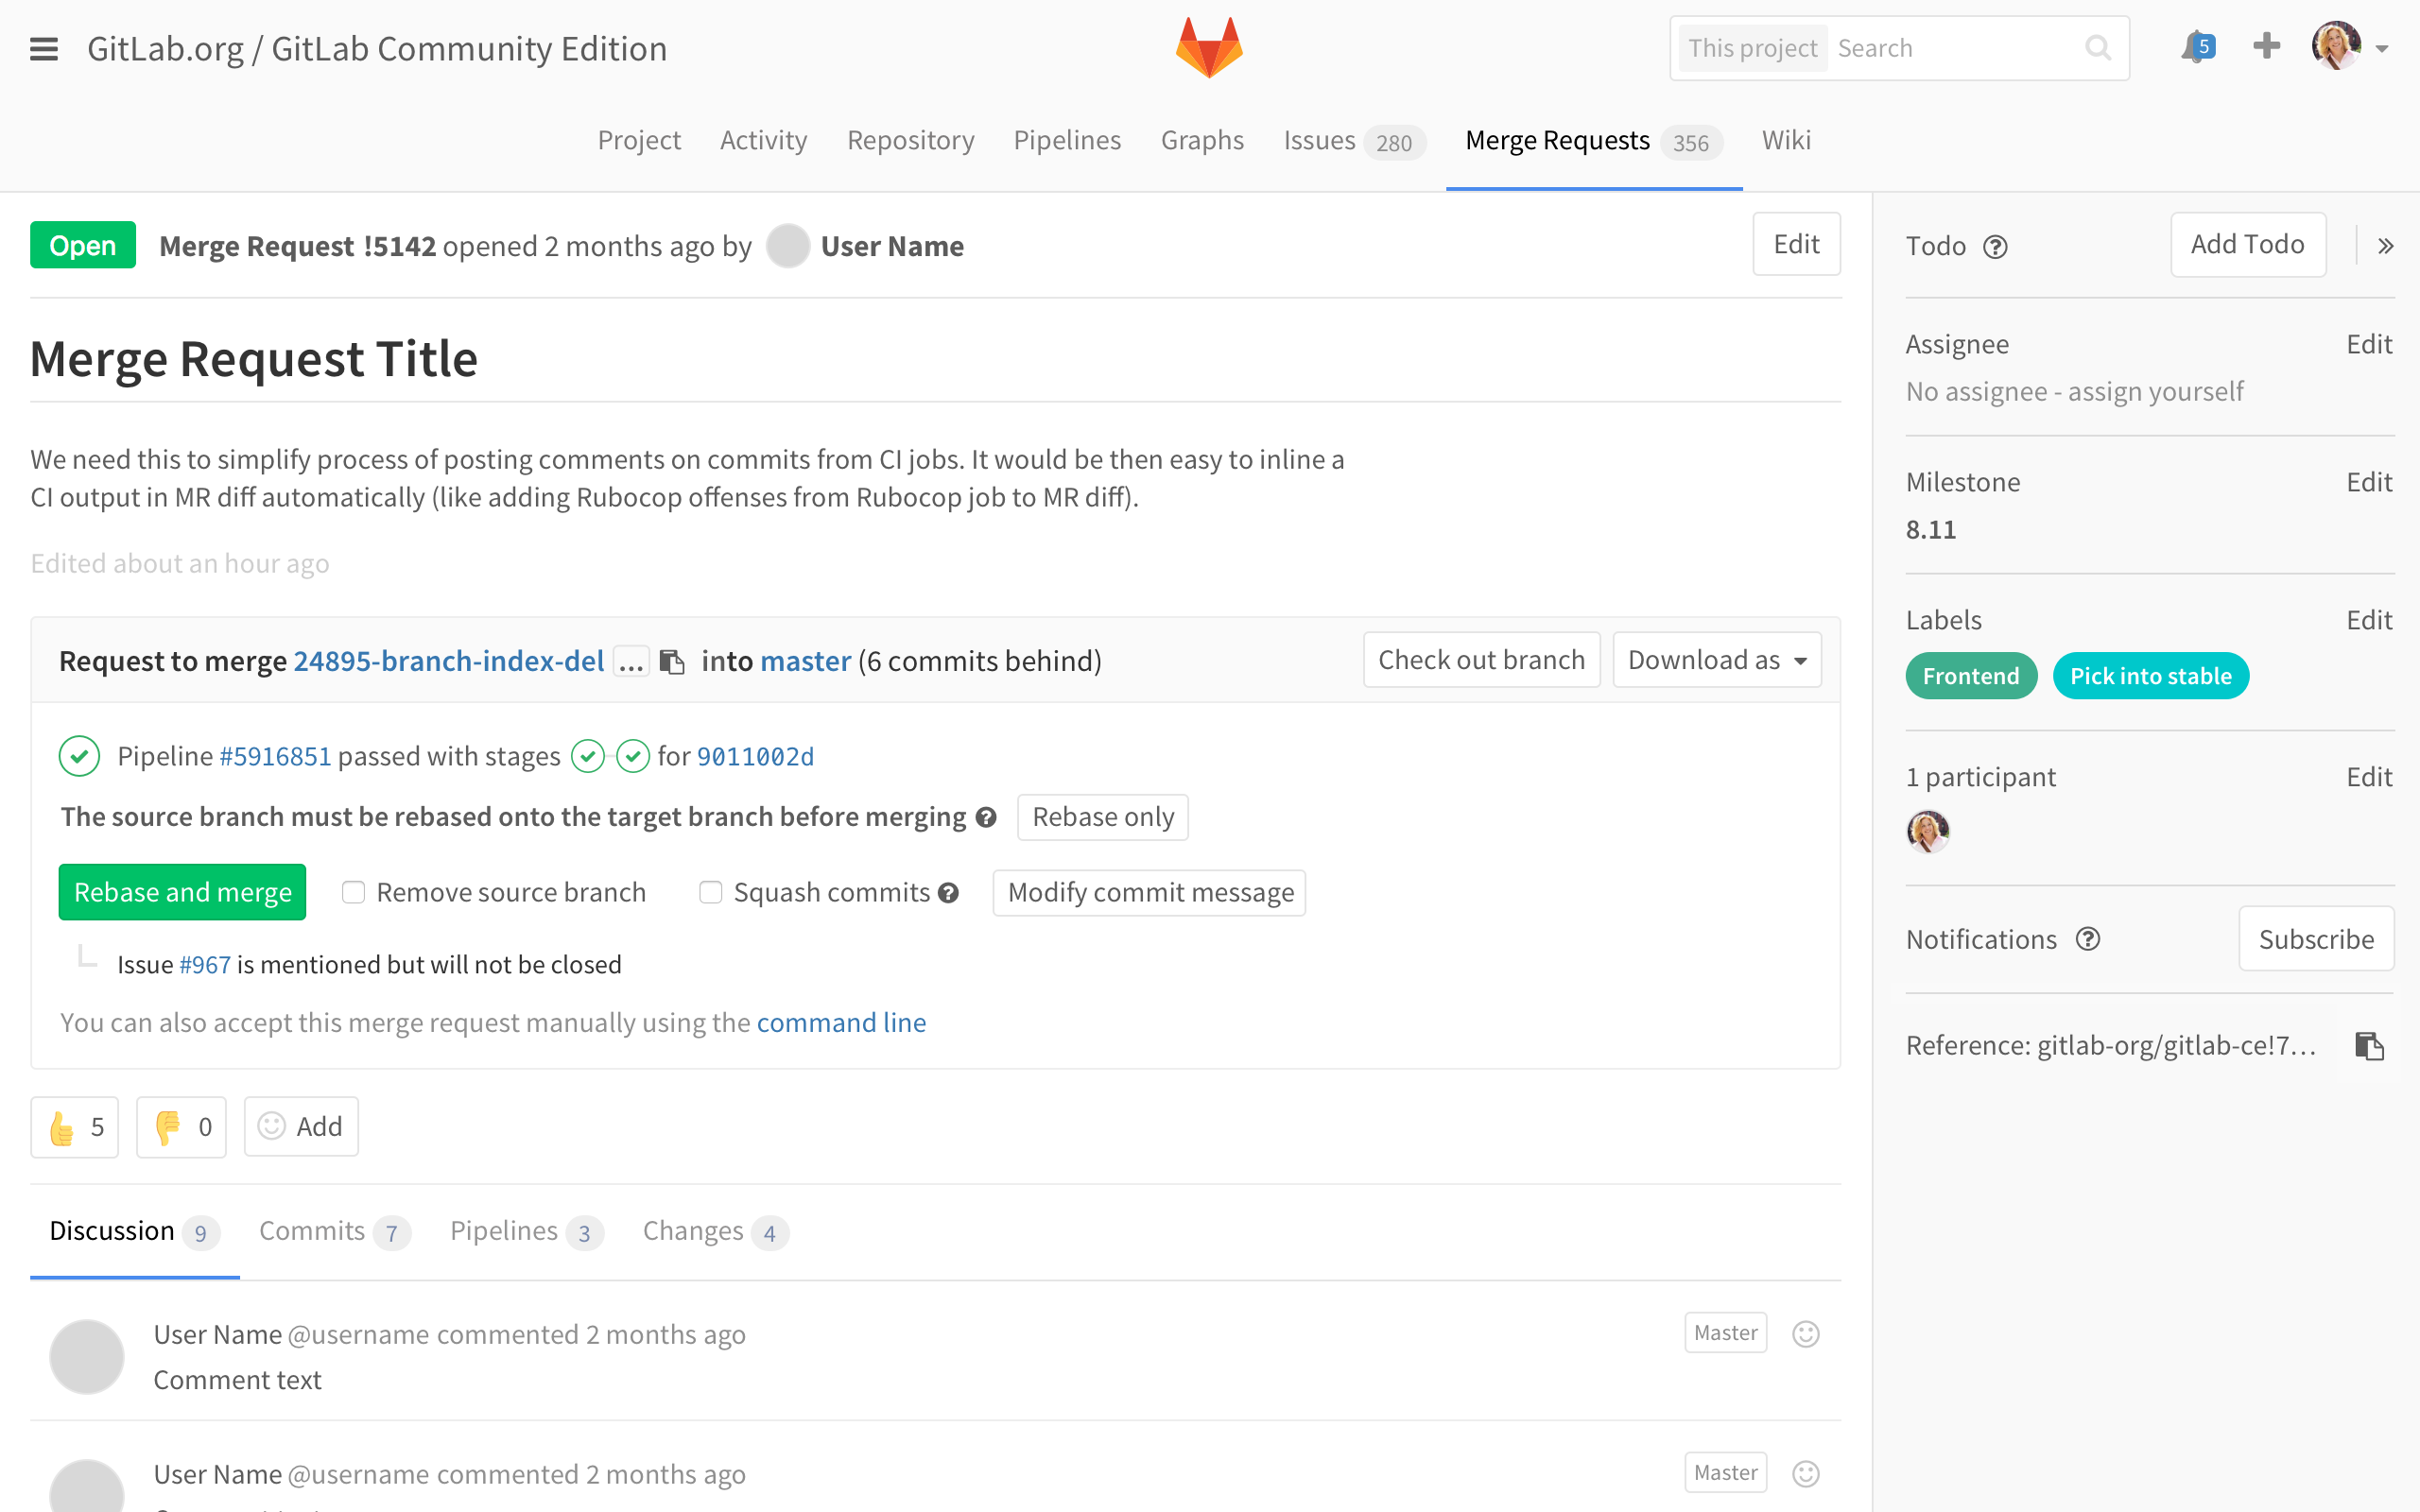 GitLab.org / GitLab Community Edition
This project Search
5
Project Activity Repository Pipelines Graphs Issues 280 Merge Requests 356 Wiki
Open Merge Request !5142 opened 2 months ago by User Name Edit
Merge Request Title
We need this to simplify process of posting comments on commits from CI jobs. It would be then easy to inline a
CI output in MR diff automatically (like adding Rubocop offenses from Rubocop job to MR diff).
Edited about an hour ago
Request to merge 24895-branch-index-del ... into master (6 commits behind) Check out branch Download as
Pipeline #5916851 passed with stages for 9011002d
The source branch must be rebased onto the target branch before merging Rebase only
Rebase and merge Remove source branch Squash commits Modify commit message
Issue #967 is mentioned but will not be closed
You can also accept this merge request manually using the command line
5 0 Add
Discussion 9 Commits 7 Pipelines 3 Changes 4
User Name @username commented 2 months ago Master
Comment text
User Name @username commented 2 months ago Master
Todo Add Todo
Assignee Edit
No assignee - assign yourself
Milestone Edit
8.11
Labels Edit
Frontend Pick into stable
1 participant Edit
Notifications Subscribe
Reference: gitlab-org/gitlab-ce!7...